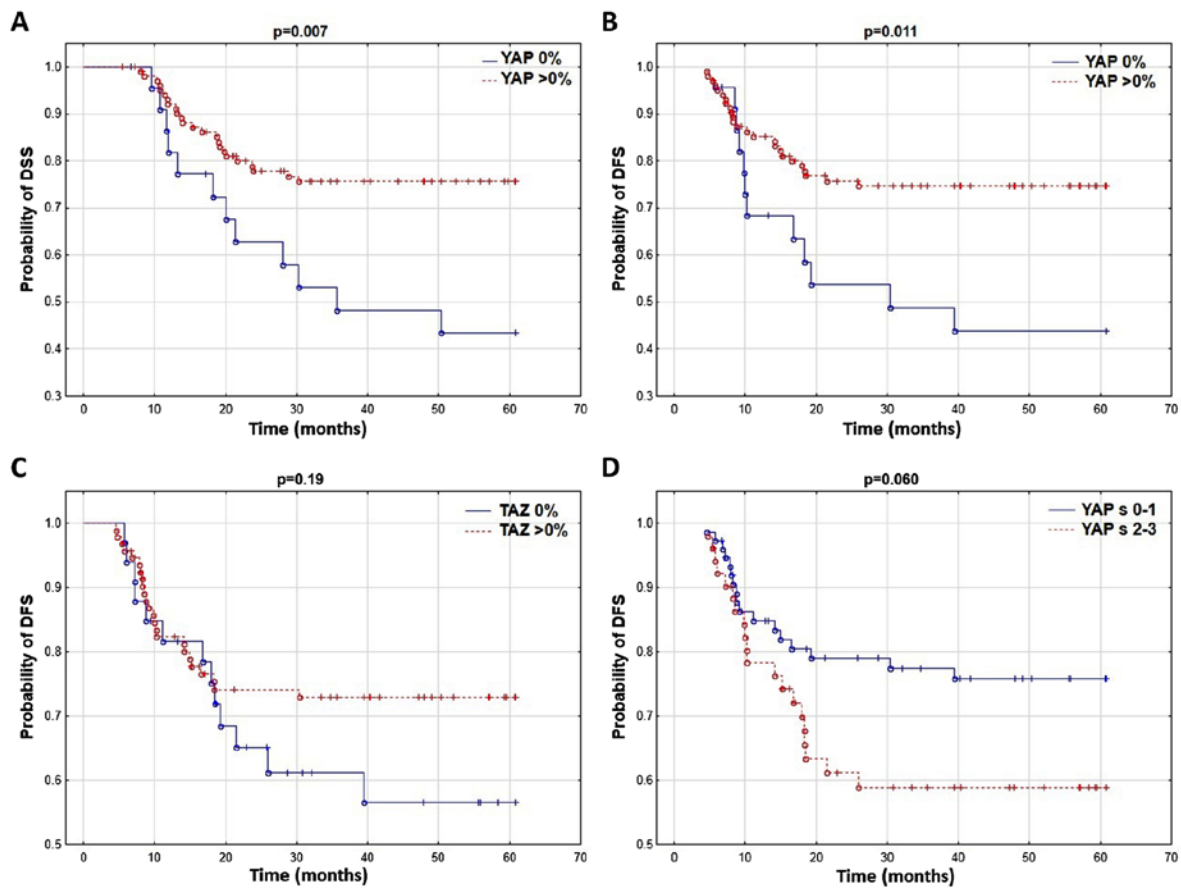 A
p=0.007
YAP 0%
YAP >0%
Probability of DSS
1.0
0.9
0.8
0.7
0.6
0.5
0.4
0.3
0 10 20 30 40 50 60 70
Time (months)
B
p=0.011
YAP 0%
YAP >0%
Probability of DFS
1.0
0.9
0.8
0.7
0.6
0.5
0.4
0.3
0 10 20 30 40 50 60 70
Time (months)
C
p=0.19
TAZ 0%
TAZ >0%
Probability of DFS
1.0
0.9
0.8
0.7
0.6
0.5
0 10 20 30 40 50 60 70
Time (months)
D
p=0.060
YAP s 0-1
YAP s 2-3
Probability of DFS
1.0
0.9
0.8
0.7
0.6
0.5
0 10 20 30 40 50 60 70
Time (months)